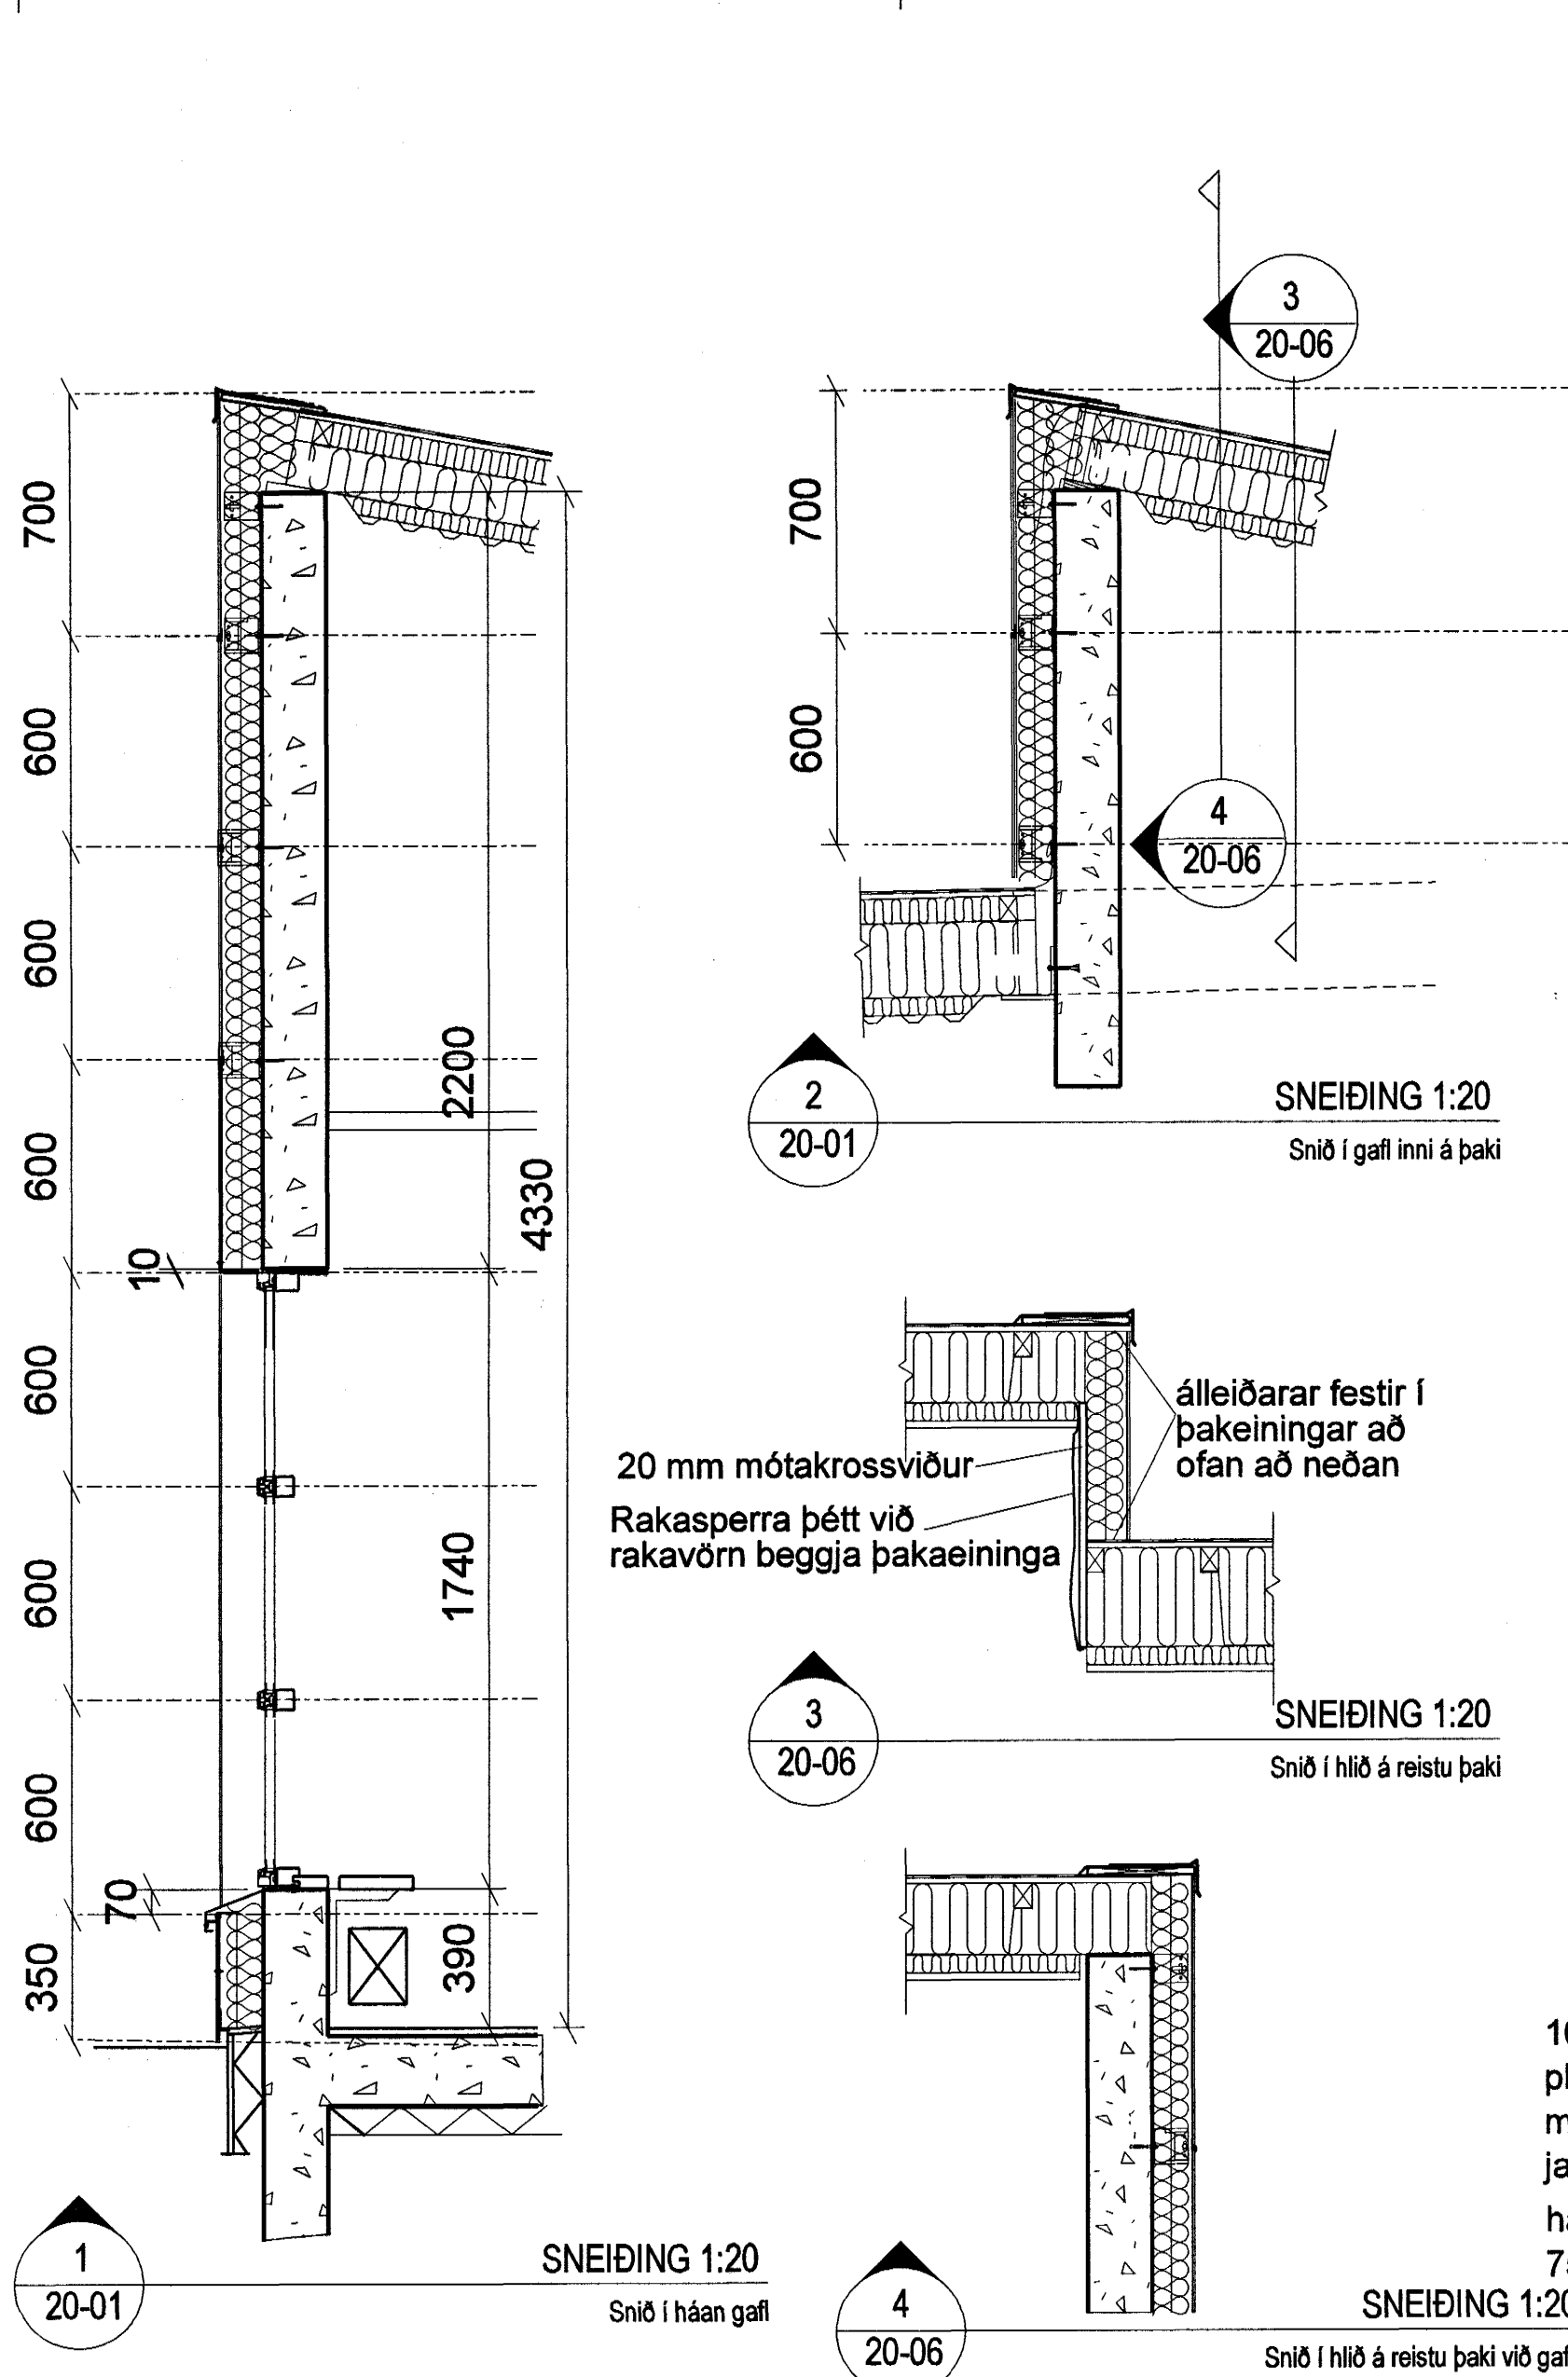 700
600
600
600
10
600
600
600
70
350
2200
4330
1740
390
1
20-01
SNEIÐING 1:20
Snið í háan gafl
3
20-06
700
600
4
20-06
2
20-01
SNEIÐING 1:20
Snið í gafl inni á þaki
álleiðarar festir í
þakeiningar að
ofan að neðan
20 mm mótakrossviður
Rakasperra þétt við
rakavörn beggja þakaeininga
3
20-06
SNEIÐING 1:20
Snið í hlið á reistu þaki
4
20-06
SNEIÐING 1:20
Snið í hlið á reistu þaki við